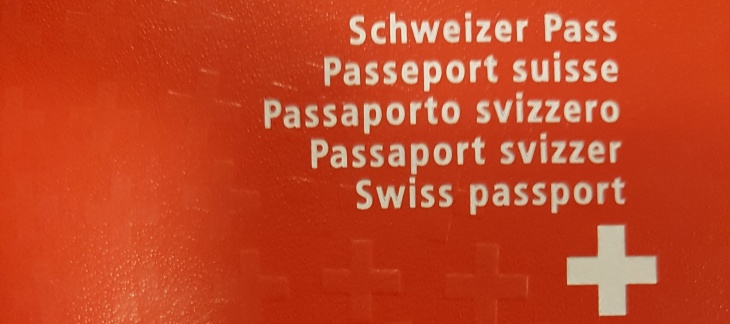 Schweizer Pass
Passeport suisse
Passaporto svizzero
Passaport svizzer
Swiss passport